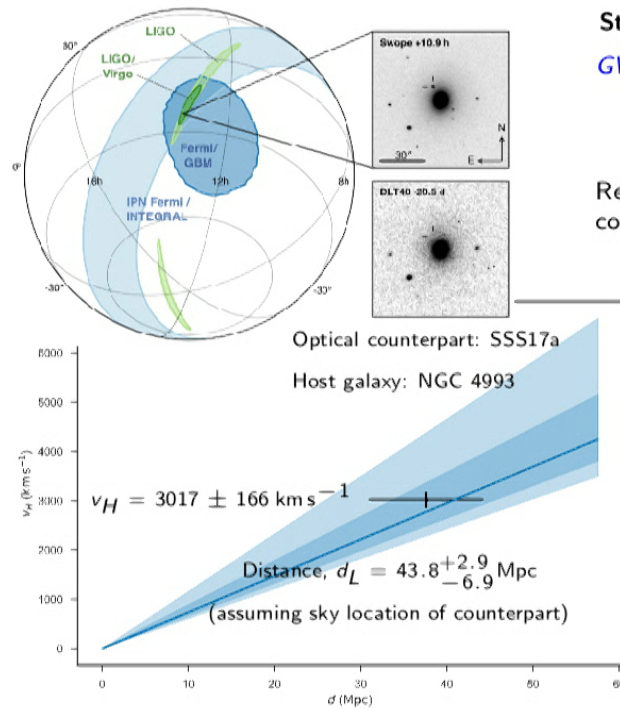 30°
LIGO
LIGO/
Virgo
Fermi/
GBM
0°
16h
12h
8h
IPN Fermi /
INTEGRAL
-30°
-30°
Swope +10.9 h
N
30"
E
DLT40 -20.5 d
St
GW
Re
co
Optical counterpart: SSS17a
Host galaxy: NGC 4993
v_H (km s⁻¹)
6000
5000
4000
3000
2000
1000
0
v_H = 3017 ± 166 km s⁻¹
Distance, d_L = 43.8 +2.9 −6.9 Mpc
(assuming sky location of counterpart)
0 10 20 30 40 50 60
d (Mpc)